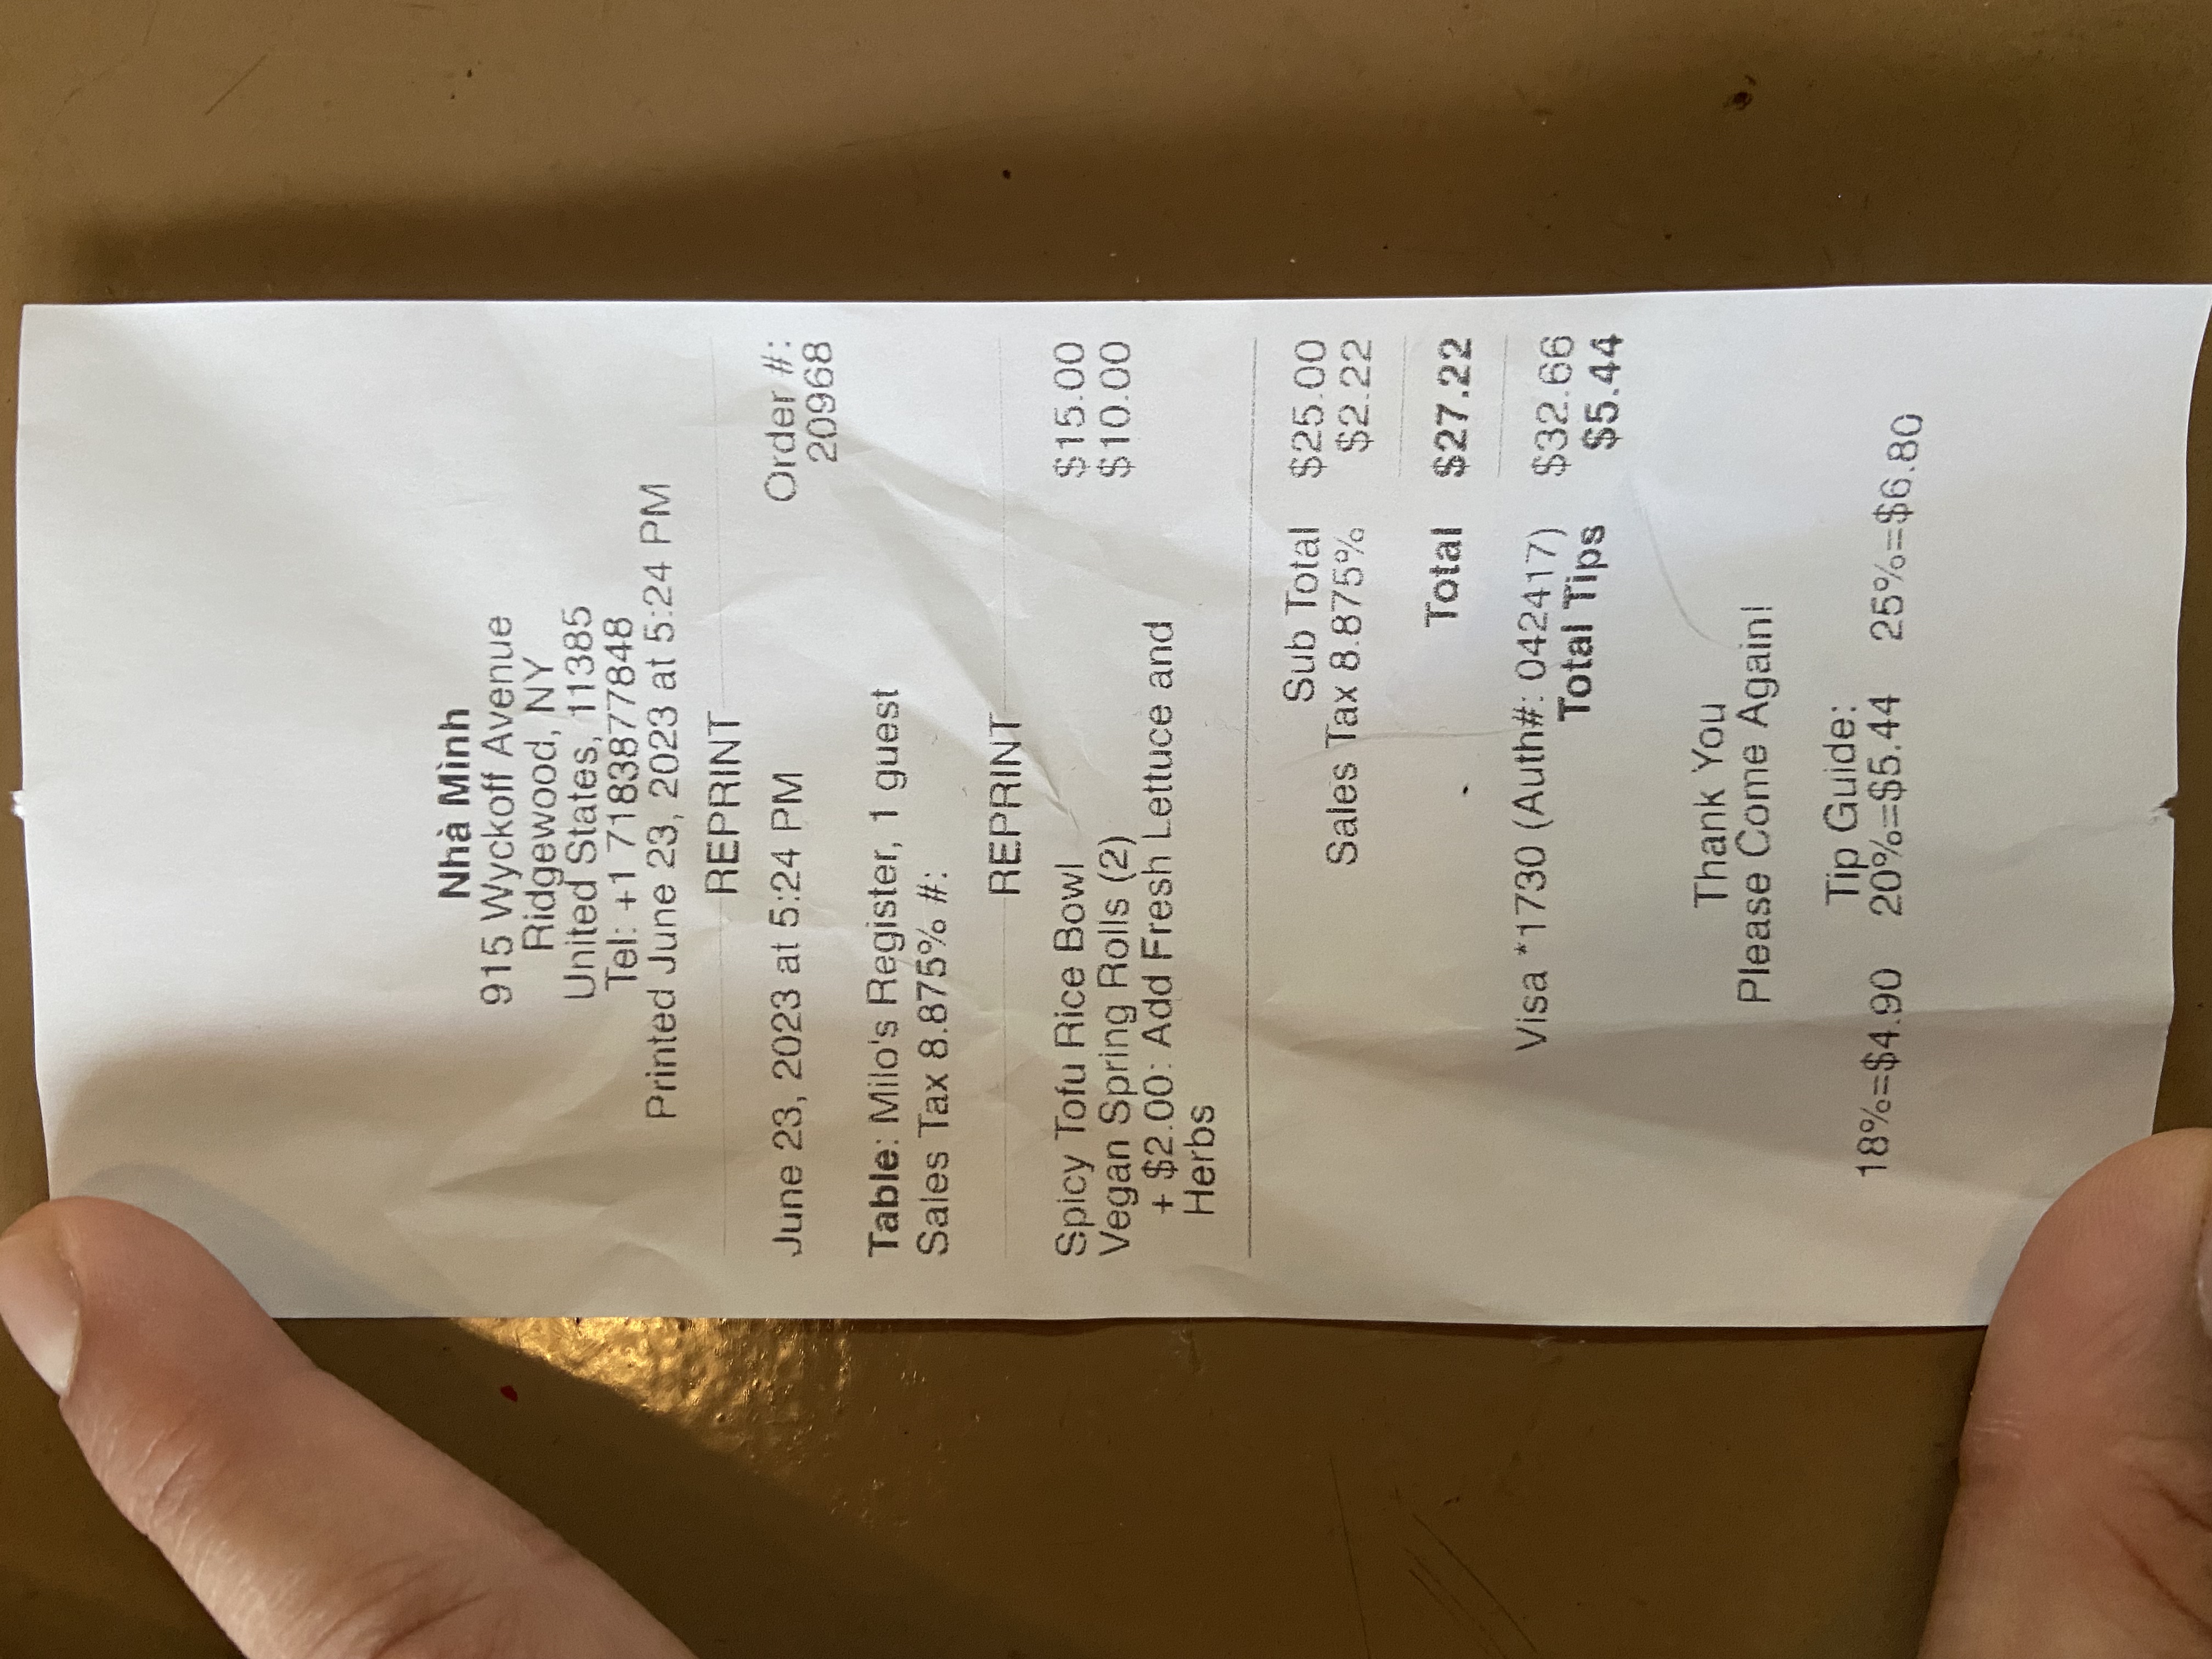 Nhà Mình
915 Wyckoff Avenue
Ridgewood, NY
United States, 11385
Tel: +1 7183877848
Printed June 23, 2023 at 5:24 PM
REPRINT
June 23, 2023 at 5:24 PM Order #:
20968
Table: Milo's Register, 1 guest
Sales Tax 8.875% #:
REPRINT
Spicy Tofu Rice Bowl $15.00
Vegan Spring Rolls (2) $10.00
+ $2.00: Add Fresh Lettuce and
Herbs
Sub Total $25.00
Sales Tax 8.875% $2.22
Total $27.22
Visa *1730 (Auth#: 042417) $32.66
Total Tips $5.44
Thank You
Please Come Again!
Tip Guide:
18%=$4.90 20%=$5.44 25%=$6.80